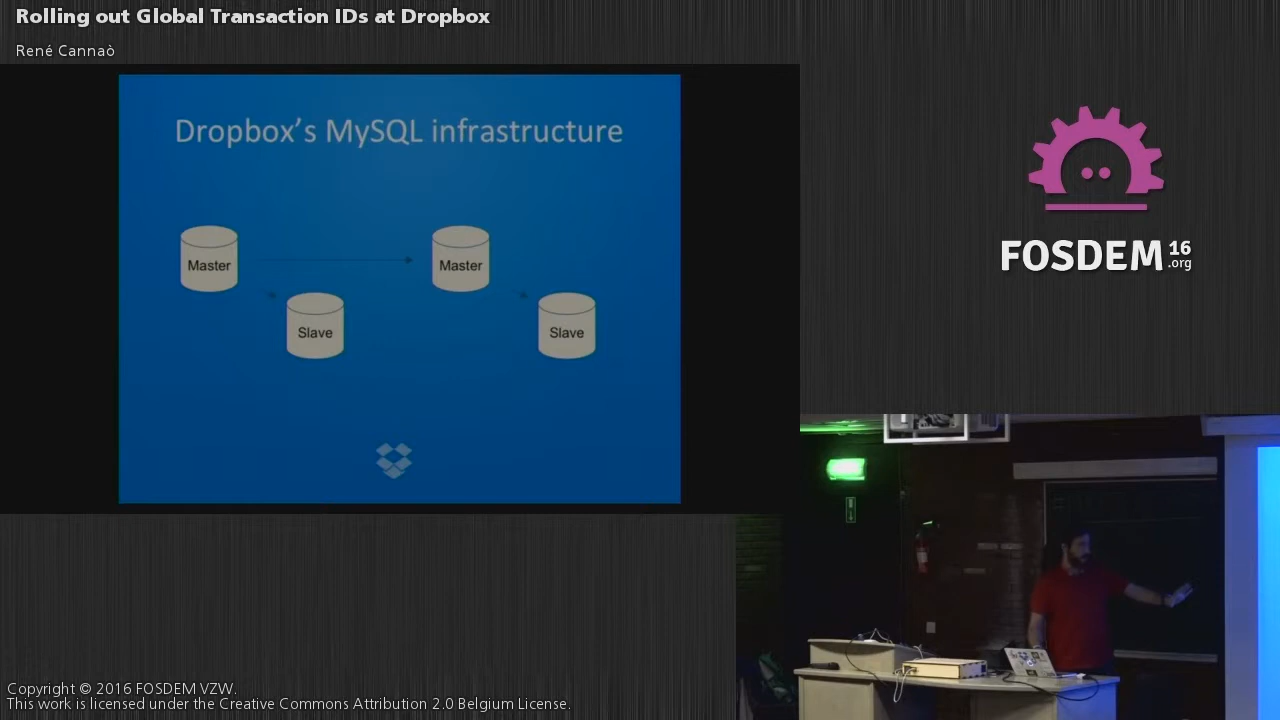 Rolling out Global Transaction IDs at Dropbox
René Cannaò
Dropbox's MySQL infrastructure
Master
Master
Slave
Slave
FOSDEM 16
.org
Copyright © 2016 FOSDEM VZW.
This work is licensed under the Creative Commons Attribution 2.0 Belgium License.